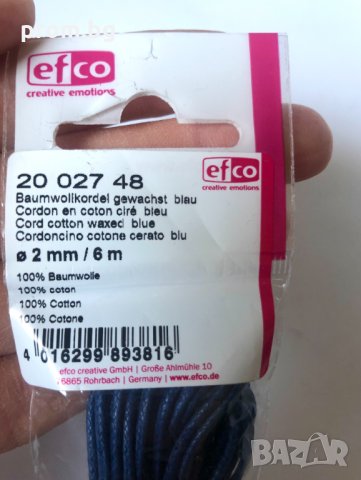 prom.bg
efco
creative emotions
efco
creative emotions
20 027 48
Baumwollkordel gewachst blau
Cordon en coton ciré bleu
Cord cotton waxed blue
Cordoncino cotone cerato blu
ø 2 mm / 6 m
100% Baumwolle
100% coton
100% Cotton
100% Cotone
4 016299 893816
efco creative GmbH | Große Ahlmühle 10
76865 Rohrbach | Germany | www.efco.de
BAZAR
bazar.bg